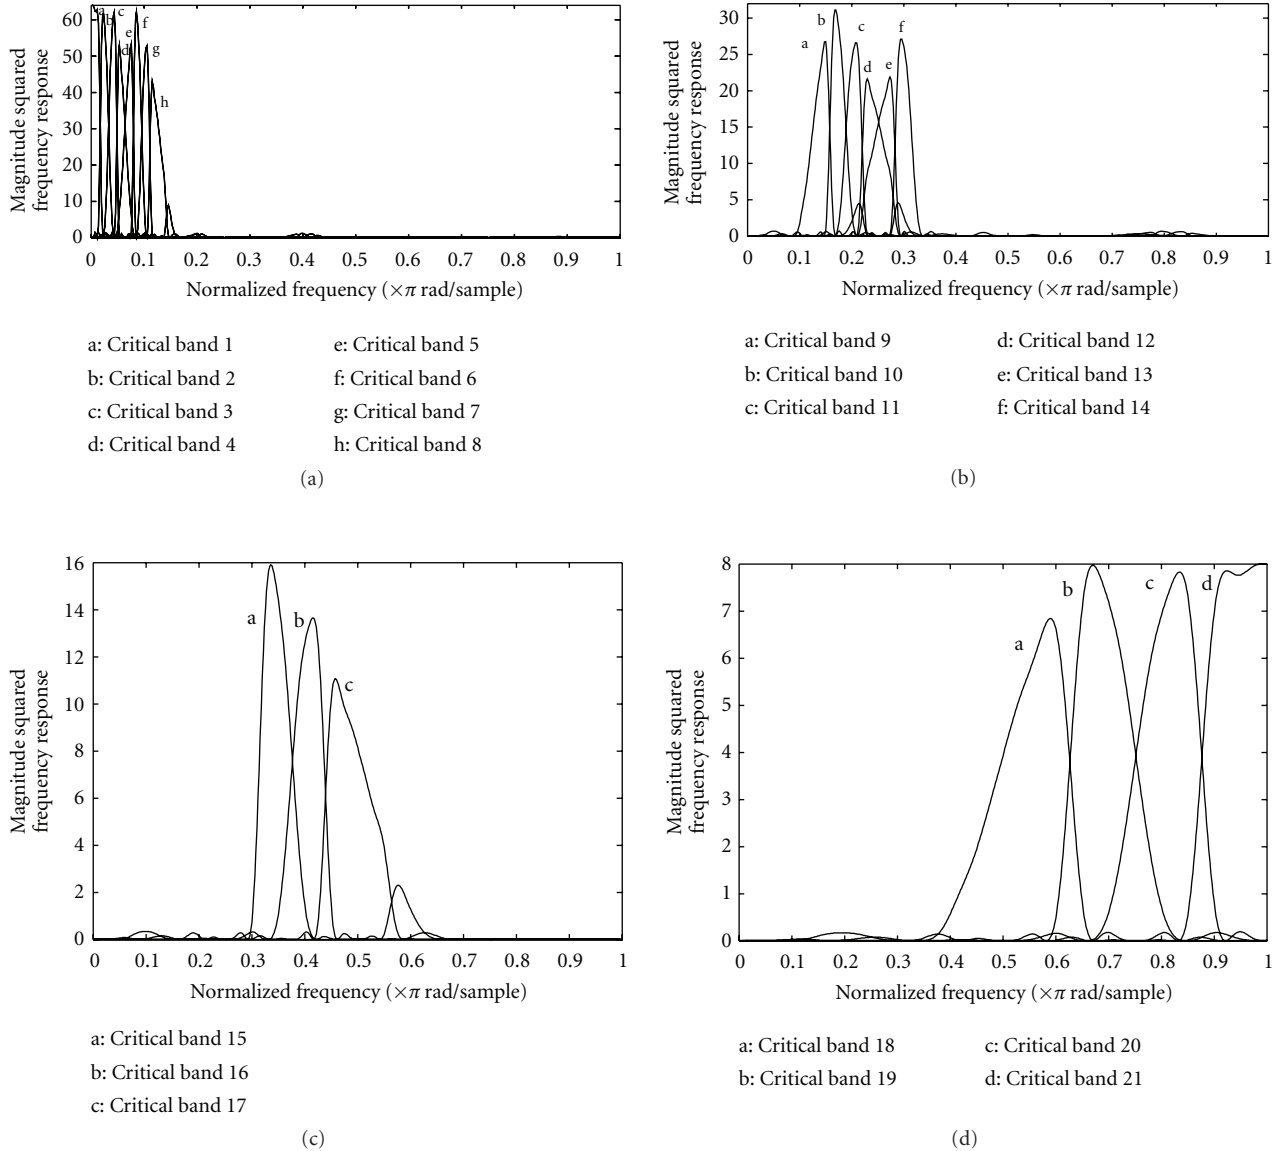 Magnitude squared
frequency response
60
50
40
30
20
10
0
a
b
c
d
e
f
g
h
0 0.1 0.2 0.3 0.4 0.5 0.6 0.7 0.8 0.9 1
Normalized frequency (×π rad/sample)
a: Critical band 1
b: Critical band 2
c: Critical band 3
d: Critical band 4
e: Critical band 5
f: Critical band 6
g: Critical band 7
h: Critical band 8
(a)
Magnitude squared
frequency response
30
25
20
15
10
5
0
a
b
c
d
e
f
0 0.1 0.2 0.3 0.4 0.5 0.6 0.7 0.8 0.9 1
Normalized frequency (×π rad/sample)
a: Critical band 9
b: Critical band 10
c: Critical band 11
d: Critical band 12
e: Critical band 13
f: Critical band 14
(b)
Magnitude squared
frequency response
16
14
12
10
8
6
4
2
0
a
b
c
0 0.1 0.2 0.3 0.4 0.5 0.6 0.7 0.8 0.9 1
Normalized frequency (×π rad/sample)
a: Critical band 15
b: Critical band 16
c: Critical band 17
(c)
Magnitude squared
frequency response
8
7
6
5
4
3
2
1
0
a
b
c
d
0 0.1 0.2 0.3 0.4 0.5 0.6 0.7 0.8 0.9 1
Normalized frequency (×π rad/sample)
a: Critical band 18
b: Critical band 19
c: Critical band 20
d: Critical band 21
(d)